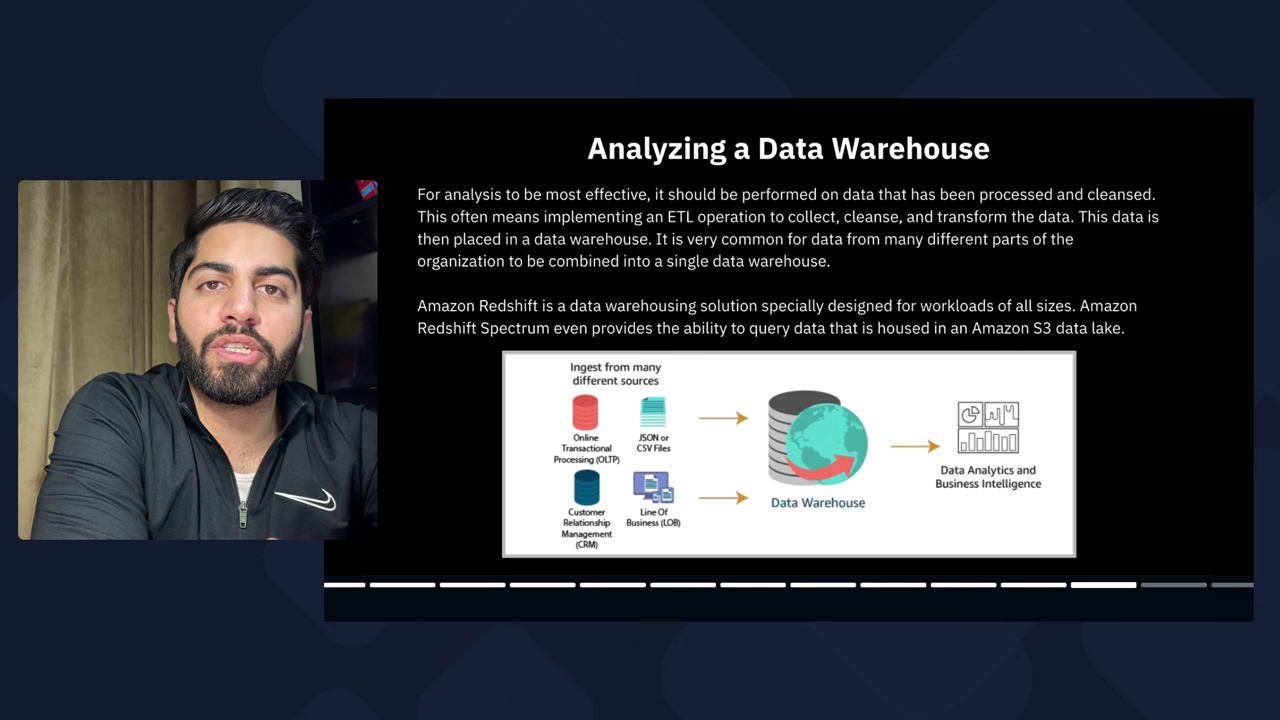 Analyzing a Data Warehouse
For analysis to be most effective, it should be performed on data that has been processed and cleansed.
This often means implementing an ETL operation to collect, cleanse, and transform the data. This data is
then placed in a data warehouse. It is very common for data from many different parts of the
organization to be combined into a single data warehouse.
Amazon Redshift is a data warehousing solution specially designed for workloads of all sizes. Amazon
Redshift Spectrum even provides the ability to query data that is housed in an Amazon S3 data lake.
Ingest from many
different sources
Online
Transactional
Processing (OLTP)
JSON or
CSV Files
Customer
Relationship
Management
(CRM)
Line Of
Business (LOB)
Data Warehouse
Data Analytics and
Business Intelligence